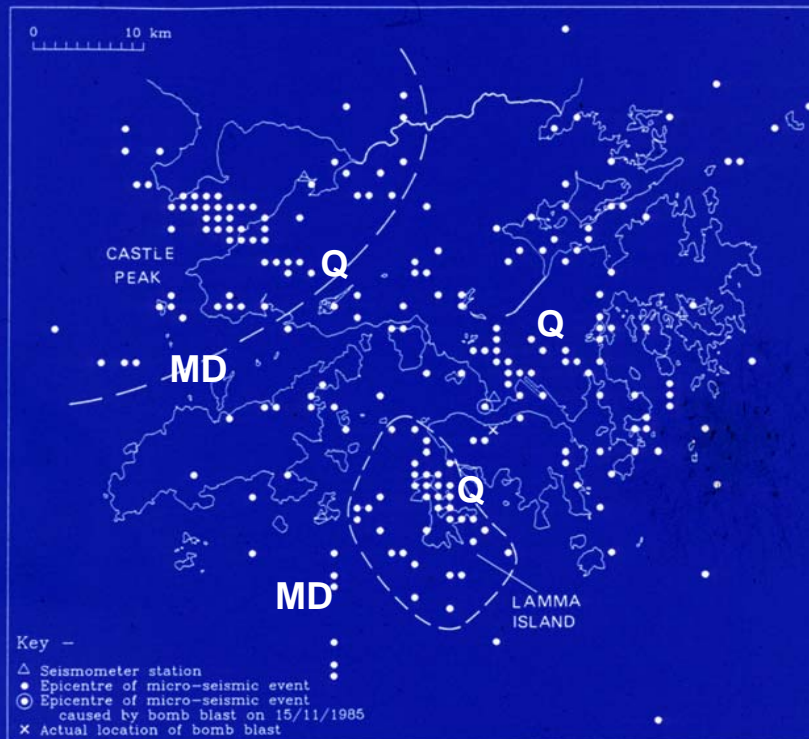 0 10 km
CASTLE
PEAK
Q
Q
MD
Q
MD
LAMMA
ISLAND
Key —
Seismometer station
Epicentre of micro-seismic event
Epicentre of micro-seismic event
caused by bomb blast on 15/11/1985
Actual location of bomb blast